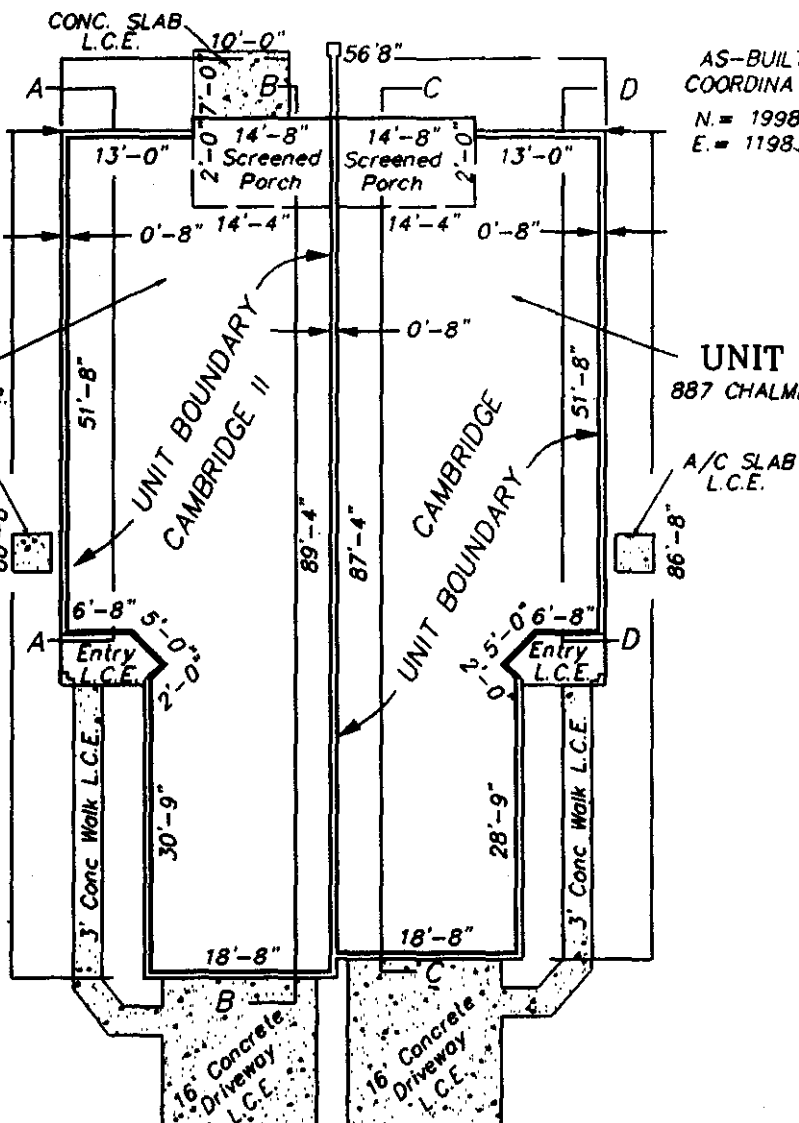 CONC. SLAB
L.C.E.
10'-0"
56'8"
AS-BUILT
COORDINA
N.= 1998
E.= 1198
A
7'-0"
B
C
D
13'-0"
2'-0"
14'-8"
Screened
Porch
14'-8"
Screened
Porch
2'-0"
13'-0"
14'-4"
14'-4"
0'-8"
0'-8"
0'-8"
51'-8"
UNIT BOUNDARY
CAMBRIDGE II
89'-4"
87'-4"
CAMBRIDGE
UNIT BOUNDARY
51'-8"
UNIT
887 CHALM
A/C SLAB
L.C.E.
86'-8"
6'-8"
5'-0"
2'-0"
A
Entry
L.C.E.
2'-0"
5'-0"
6'-8"
Entry
L.C.E.
D
3' Conc Walk L.C.E.
30'-9"
28'-9"
3' Conc Walk L.C.E.
18'-8"
18'-8"
B
C
16' Concrete
Driveway
L.C.E.
16' Concrete
Driveway
L.C.E.